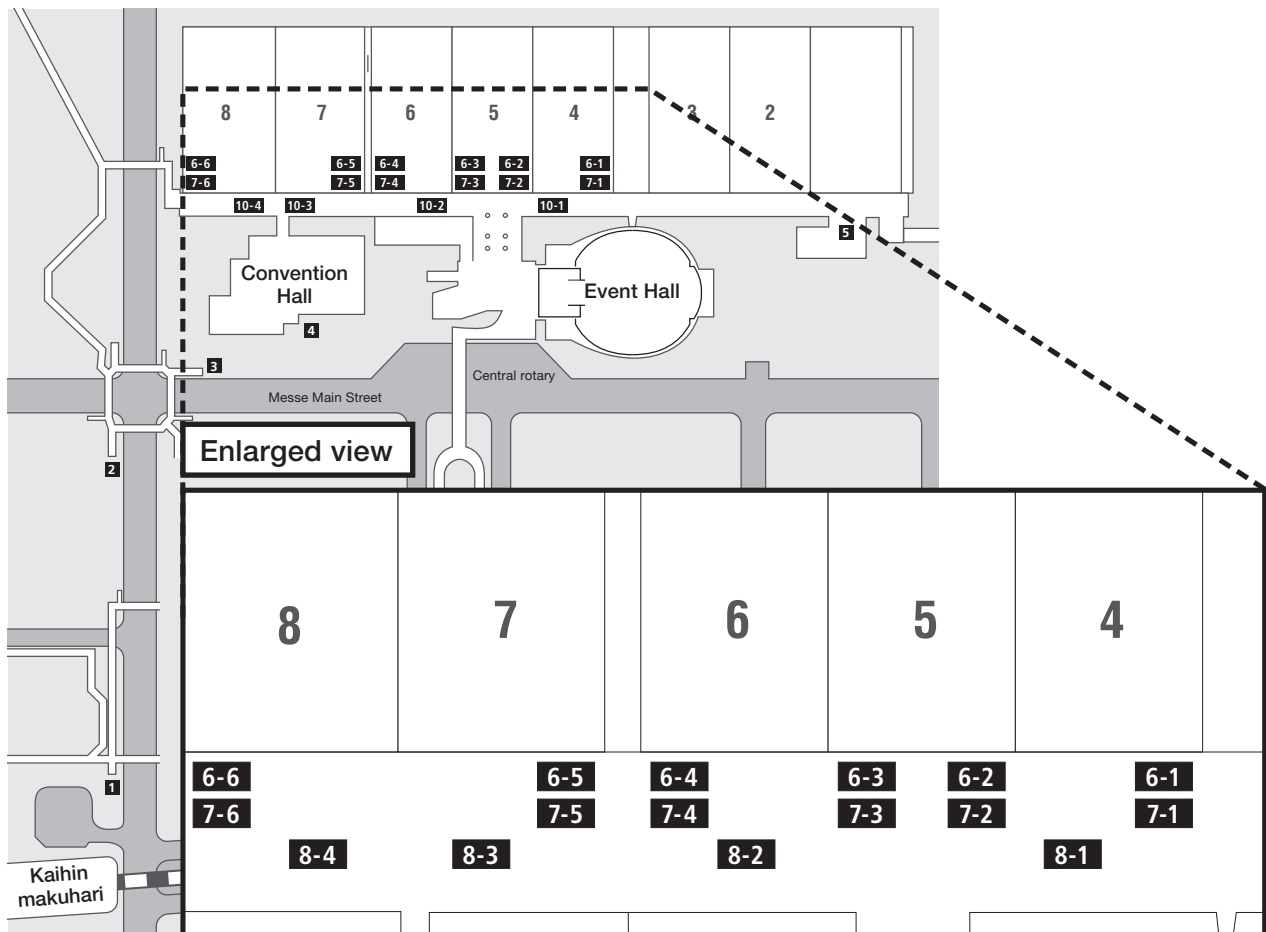 8 7 6 5 4 3 2
6-6 6-5 6-4 6-3 6-2 6-1
7-6 7-5 7-4 7-3 7-2 7-1
10-4 10-3 10-2 10-1
5
Convention
Hall
Event Hall
4
3
Central rotary
Messe Main Street
Enlarged view
2
8 7 6 5 4
6-6 6-5 6-4 6-3 6-2 6-1
1
7-6 7-5 7-4 7-3 7-2 7-1
8-4 8-3 8-2 8-1
Kaihin
makuhari